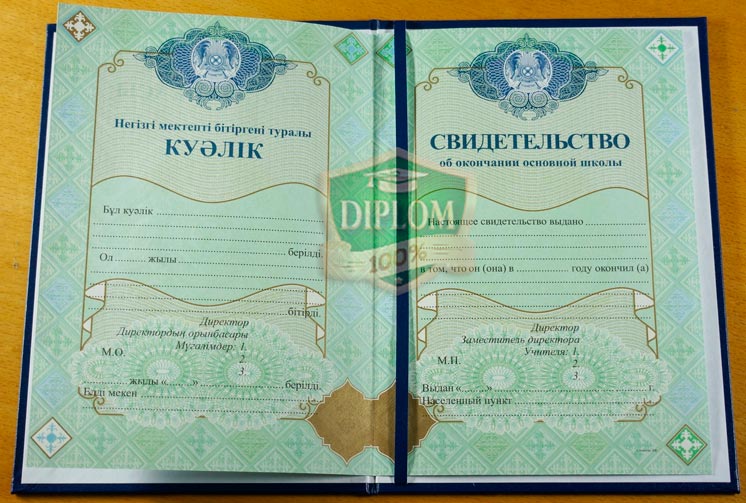 Негізгі мектепті бітіргені туралы
КУӘЛІК
Бұл куәлік
берілді.
Ол ........ жылы
бітірді.
Директор
Директордың орынбасары
Мұғалімдер: 1.
2.
3.
М.О.
жылы «........»
берілді.
Елді мекен
СВИДЕТЕЛЬСТВО
об окончании основной школы
Настоящее свидетельство выдано
в том, что он (она) в ........ году окончил (а)
Директор
Заместитель директора
Учителя: 1.
2.
3.
М.П.
Выдан «........» ........ г.
Населенный пункт
DIPLOM
100%